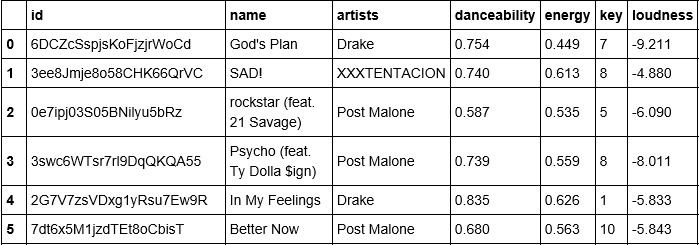 id name artists danceability energy key loudness
0 6DCZcSspjsKoFjzjrWoCd God's Plan Drake 0.754 0.449 7 -9.211
1 3ee8Jmje8o58CHK66QrVC SAD! XXXTENTACION 0.740 0.613 8 -4.880
2 0e7ipj03S05BNilyu5bRz rockstar (feat. 21 Savage) Post Malone 0.587 0.535 5 -6.090
3 3swc6WTsr7rl9DqQKQA55 Psycho (feat. Ty Dolla $ign) Post Malone 0.739 0.559 8 -8.011
4 2G7V7zsVDxg1yRsu7Ew9R In My Feelings Drake 0.835 0.626 1 -5.833
5 7dt6x5M1jzdTEt8oCbisT Better Now Post Malone 0.680 0.563 10 -5.843